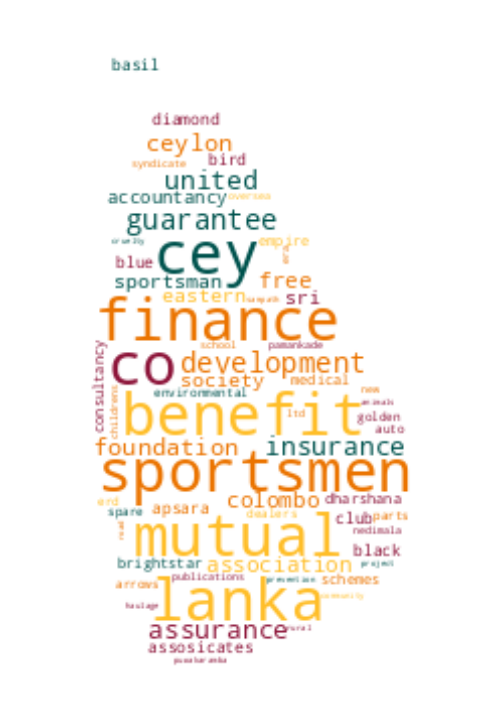 basil
diamond
ceylon
syndicate bird
united
accountancy oversea
guarantee
cruelty cey empire
blue
sportsman free
eastern sampath sri
finance
school pamankade
consultancy co development
society medical
childrens environmental new
benefit animals
ltd golden
auto
foundation insurance
sportsmen
erd colombo dharshana
spare apsara dealers club parts
road mutual nedimala
black
brightstar association project
publications prevention schemes
arrows lanka community
haulage
assurance rural
assosicates